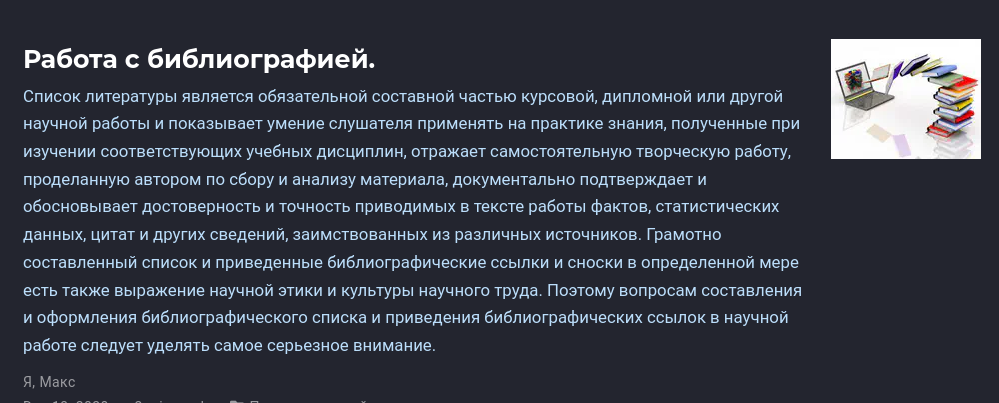 Работа с библиографией.
Список литературы является обязательной составной частью курсовой, дипломной или другой
научной работы и показывает умение слушателя применять на практике знания, полученные при
изучении соответствующих учебных дисциплин, отражает самостоятельную творческую работу,
проделанную автором по сбору и анализу материала, документально подтверждает и
обосновывает достоверность и точность приводимых в тексте работы фактов, статистических
данных, цитат и других сведений, заимствованных из различных источников. Грамотно
составленный список и приведенные библиографические ссылки и сноски в определенной мере
есть также выражение научной этики и культуры научного труда. Поэтому вопросам составления
и оформления библиографического списка и приведения библиографических ссылок в научной
работе следует уделять самое серьезное внимание.
Я, Макс